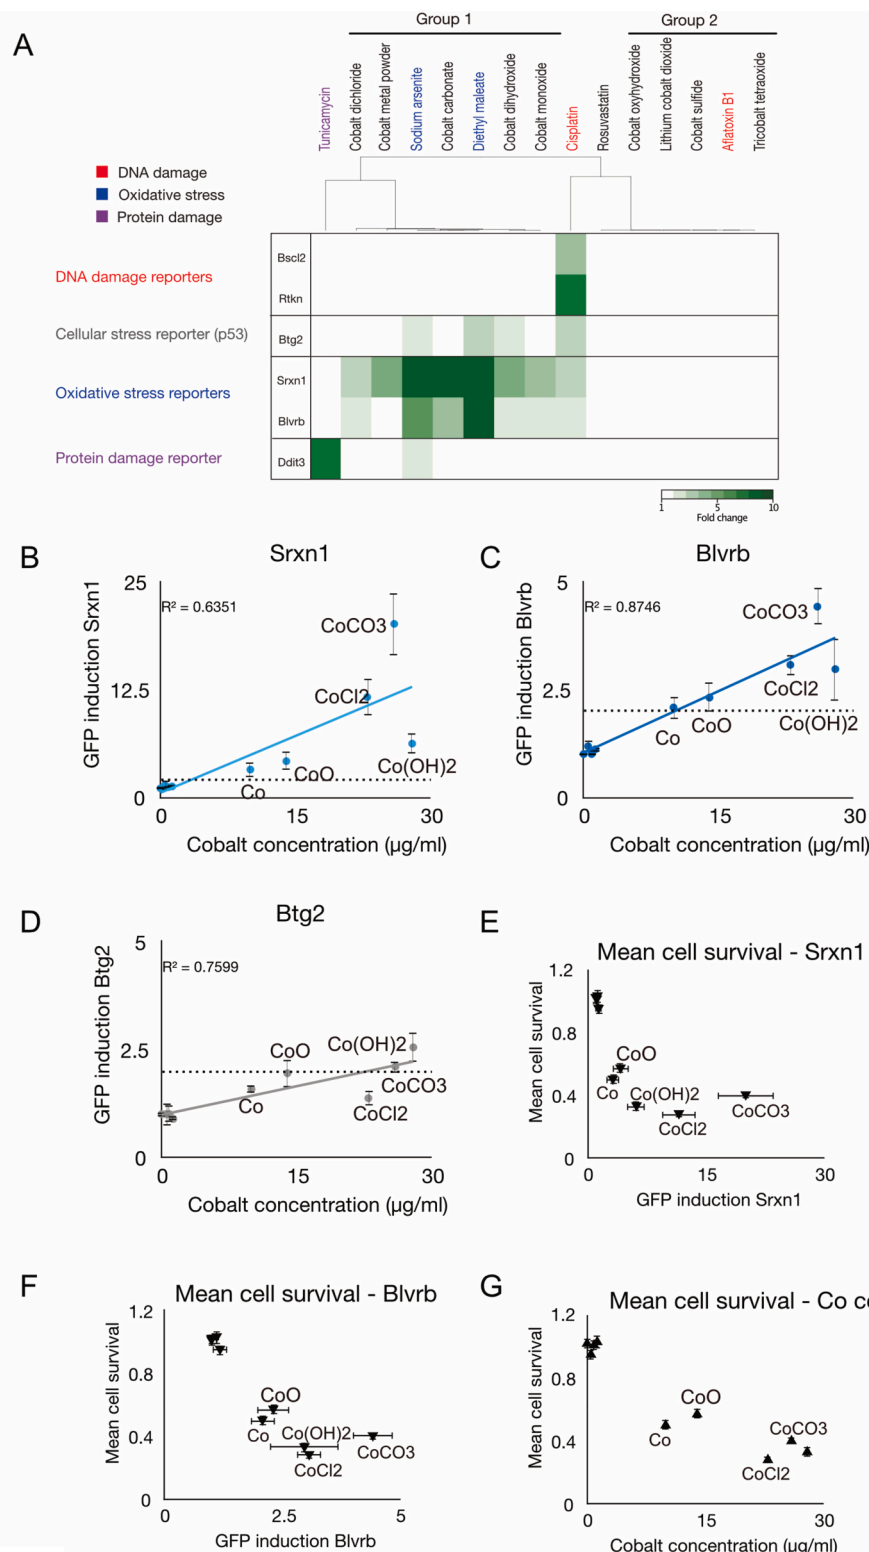 A
Group 1
Group 2
Tunicamycin
Cobalt dichloride
Cobalt metal powder
Sodium arsenite
Cobalt carbonate
Diethyl maleate
Cobalt dihydroxide
Cobalt monoxide
Cisplatin
Rosuvastatin
Cobalt oxyhydroxide
Lithium cobalt dioxide
Cobalt sulfide
Aflatoxin B1
Tricobalt tetraoxide
DNA damage
Oxidative stress
Protein damage
DNA damage reporters
Bscl2
Rtkn
Cellular stress reporter (p53)
Btg2
Oxidative stress reporters
Srxn1
Blvrb
Protein damage reporter
Ddit3
1 5 10
Fold change
B
Srxn1
GFP induction Srxn1
25
R² = 0.6351
CoCO3
12.5
CoCl2
Co
CoO
Co(OH)2
0
0 15 30
Cobalt concentration (µg/ml)
C
Blvrb
GFP induction Blvrb
5
R² = 0.8746
CoCO3
2.5
CoCl2
Co
CoO
Co(OH)2
0
0 15 30
Cobalt concentration (µg/ml)
D
Btg2
GFP induction Btg2
5
R² = 0.7599
2.5
CoO
Co(OH)2
Co
CoCO3
CoCl2
0
0 15 30
Cobalt concentration (µg/ml)
E
Mean cell survival - Srxn1
Mean cell survival
1.2
0.8
CoO
0.4
Co
Co(OH)2
CoCl2
CoCO3
0
0 15 30
GFP induction Srxn1
F
Mean cell survival - Blvrb
Mean cell survival
1.2
0.8
CoO
0.4
Co
Co(OH)2
CoCl2
CoCO3
0
0 2.5 5
GFP induction Blvrb
G
Mean cell survival - Co co
Mean cell survival
1.2
0.8
CoO
0.4
Co
CoCO3
CoCl2
0
0 15 30
Cobalt concentration (µg/ml)